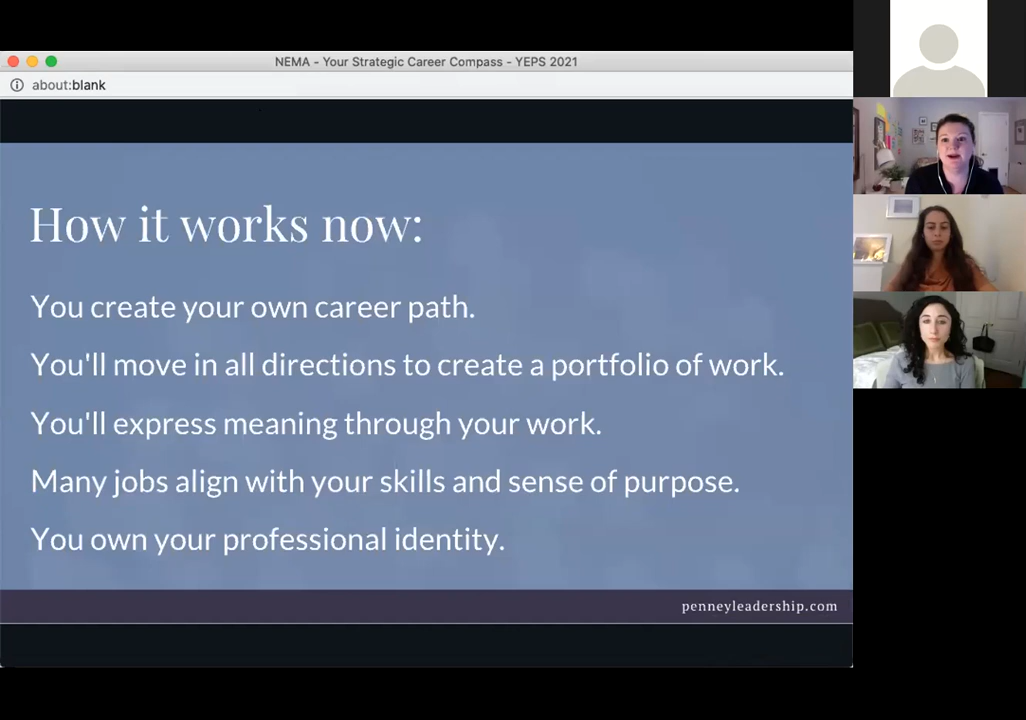 NEMA - Your Strategic Career Compass - YEPS 2021
about:blank
How it works now:
You create your own career path.
You'll move in all directions to create a portfolio of work.
You'll express meaning through your work.
Many jobs align with your skills and sense of purpose.
You own your professional identity.
penneyleadership.com